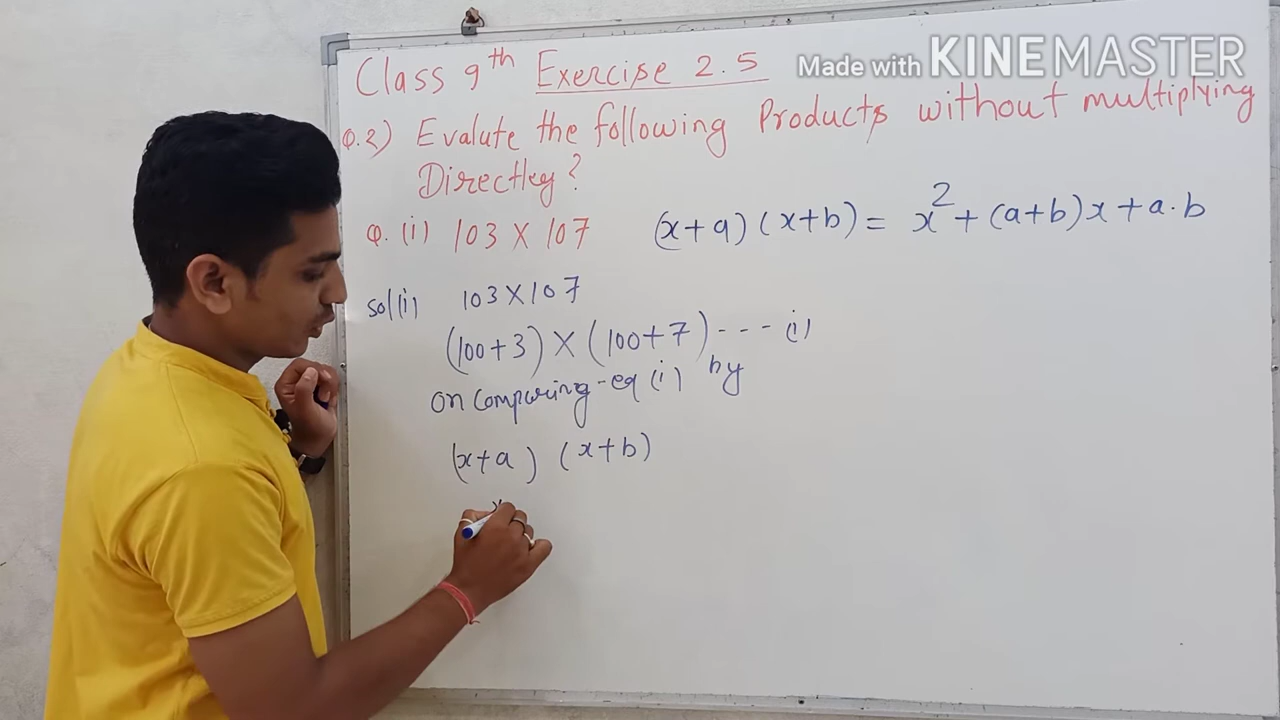 Made with KINEMASTER
Class 9th Exercise 2.5
Q.2) Evalute the following Products without multiplying
Directley?
Q. (i) 103 X 107 (x+a) (x+b) = x² + (a+b)x + a.b
sol(i) 103 X 107
(100+3) X (100+7) --- (i)
on comparing-eq (i) by
(x+a) (x+b)